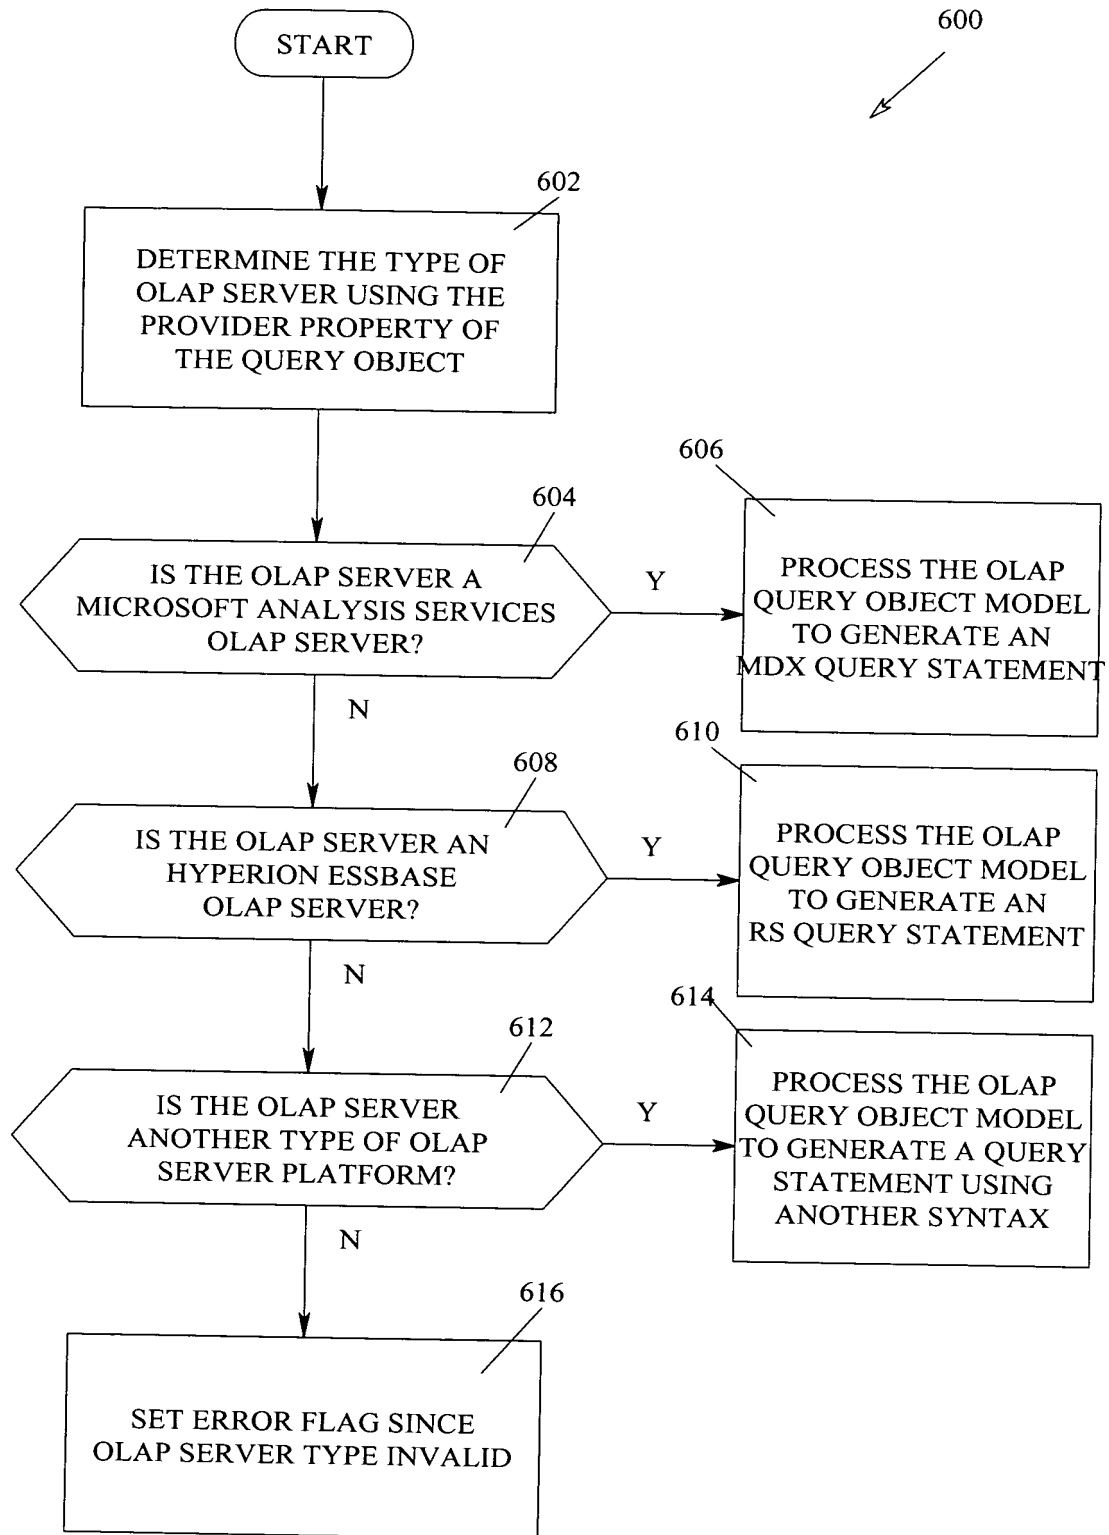 START
600
602
DETERMINE THE TYPE OF
OLAP SERVER USING THE
PROVIDER PROPERTY OF
THE QUERY OBJECT
604
IS THE OLAP SERVER A
MICROSOFT ANALYSIS SERVICES
OLAP SERVER?
Y
606
PROCESS THE OLAP
QUERY OBJECT MODEL
TO GENERATE AN
MDX QUERY STATEMENT
N
608
IS THE OLAP SERVER AN
HYPERION ESSBASE
OLAP SERVER?
Y
610
PROCESS THE OLAP
QUERY OBJECT MODEL
TO GENERATE AN
RS QUERY STATEMENT
N
612
IS THE OLAP SERVER
ANOTHER TYPE OF OLAP
SERVER PLATFORM?
Y
614
PROCESS THE OLAP
QUERY OBJECT MODEL
TO GENERATE A QUERY
STATEMENT USING
ANOTHER SYNTAX
N
616
SET ERROR FLAG SINCE
OLAP SERVER TYPE INVALID